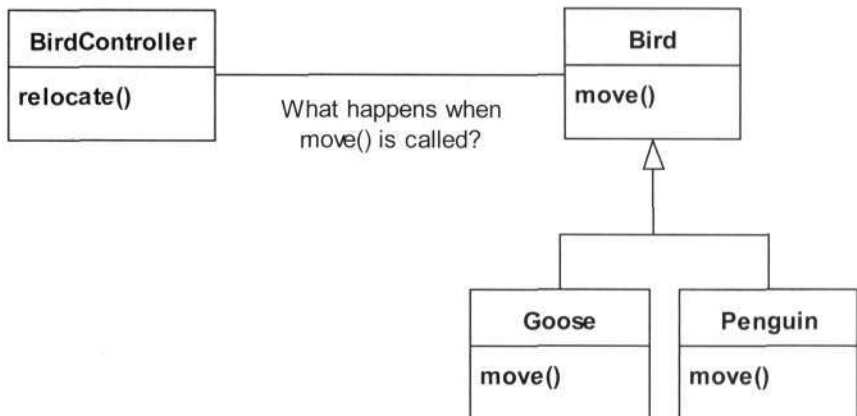 BirdController
relocate()
What happens when
move() is called?
Bird
move()
Goose
move()
Penguin
move()